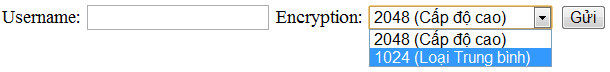 Username: Encryption: 2048 (Cấp độ cao) Gửi
2048 (Cấp độ cao)
1024 (Loại Trung bình)